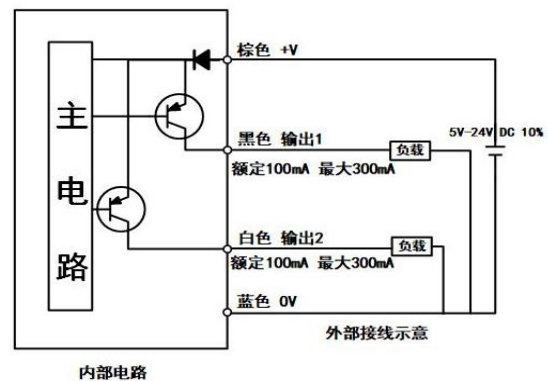 主电路
棕色 +V
5V-24V DC 10%
黑色 输出1
负载
额定100mA 最大300mA
白色 输出2
负载
额定100mA 最大300mA
蓝色 0V
外部接线示意
内部电路